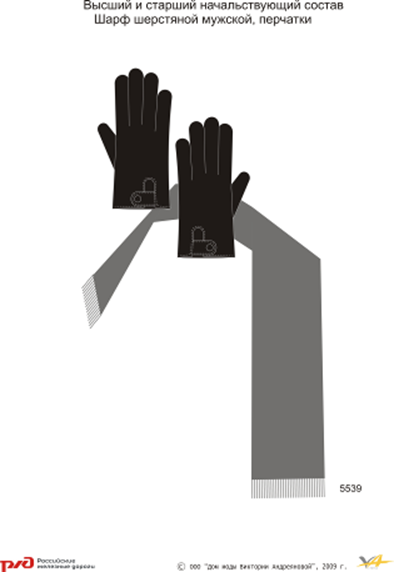 Высший и старший начальствующий состав
Шарф шерстяной мужской, перчатки
5539
РЖД Российские
железные дороги
© ООО "Дом моды Виктории Андреяновой", 2009 г.
VA